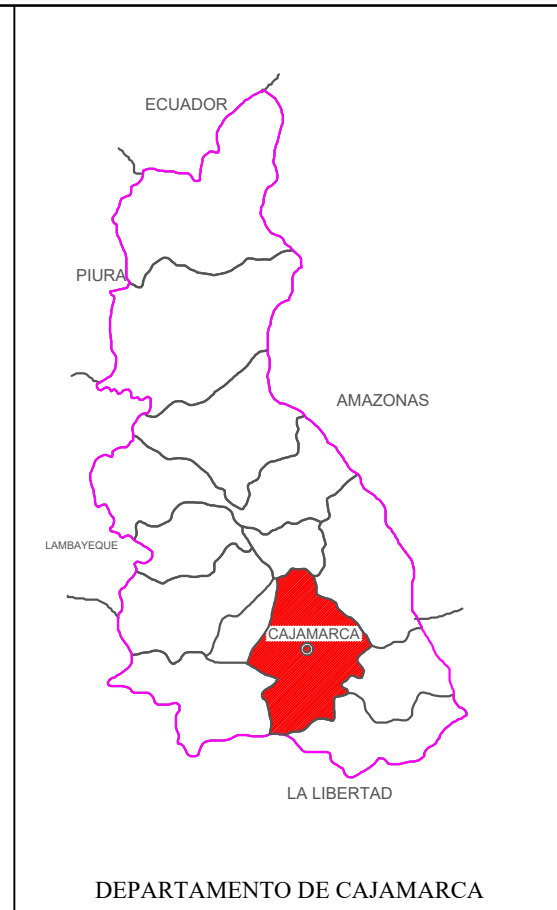 ECUADOR
PIURA
AMAZONAS
LAMBAYEQUE
CAJAMARCA
LA LIBERTAD
DEPARTAMENTO DE CAJAMARCA